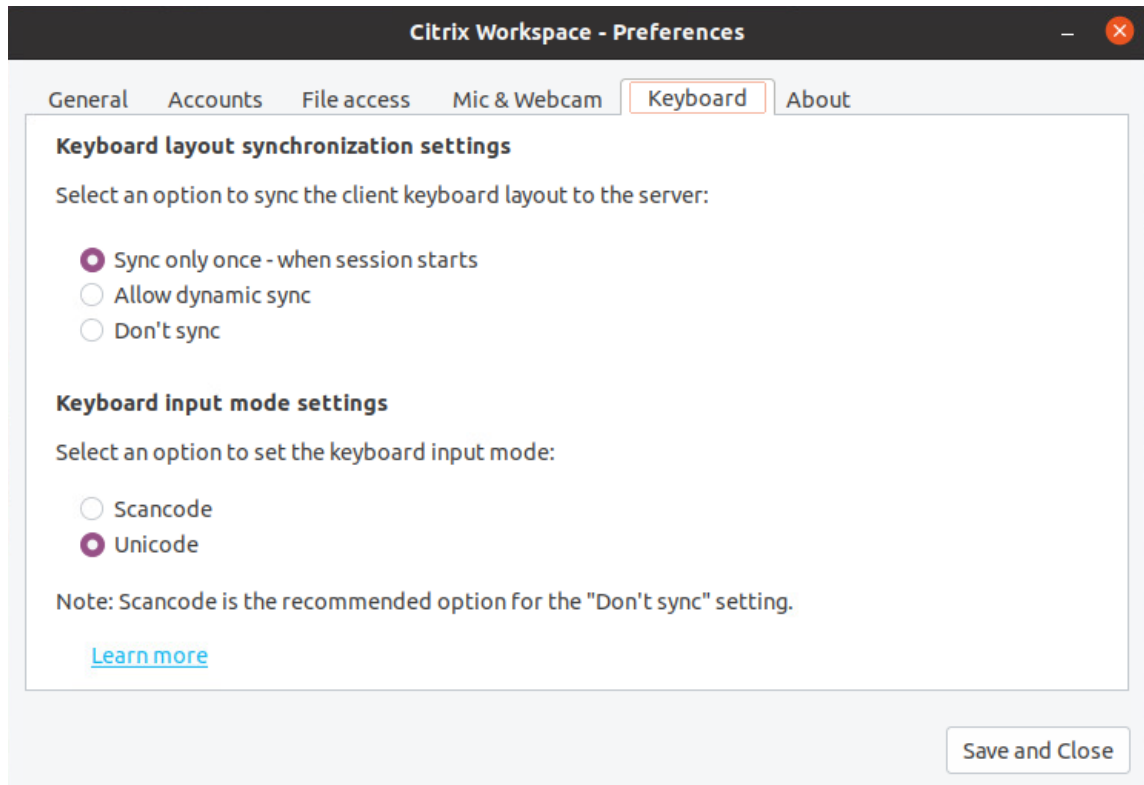 Citrix Workspace - Preferences
General Accounts File access Mic & Webcam Keyboard About
Keyboard layout synchronization settings
Select an option to sync the client keyboard layout to the server:
Sync only once - when session starts
Allow dynamic sync
Don't sync
Keyboard input mode settings
Select an option to set the keyboard input mode:
Scancode
Unicode
Note: Scancode is the recommended option for the "Don't sync" setting.
Learn more
Save and Close